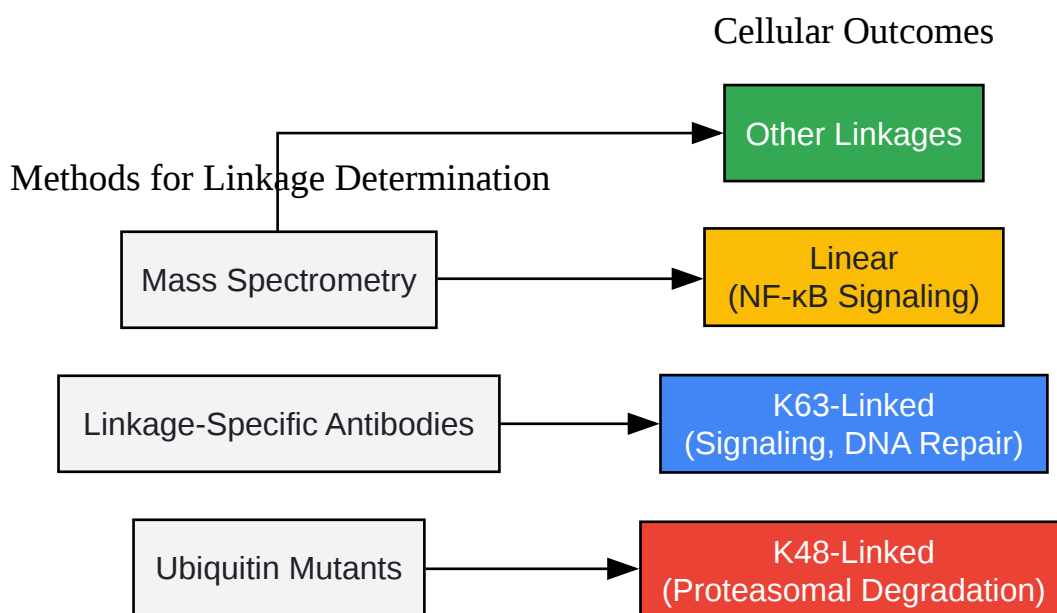 Cellular Outcomes
Other Linkages
Methods for Linkage Determination
Mass Spectrometry
Linear
(NF-κB Signaling)
Linkage-Specific Antibodies
K63-Linked
(Signaling, DNA Repair)
Ubiquitin Mutants
K48-Linked
(Proteasomal Degradation)